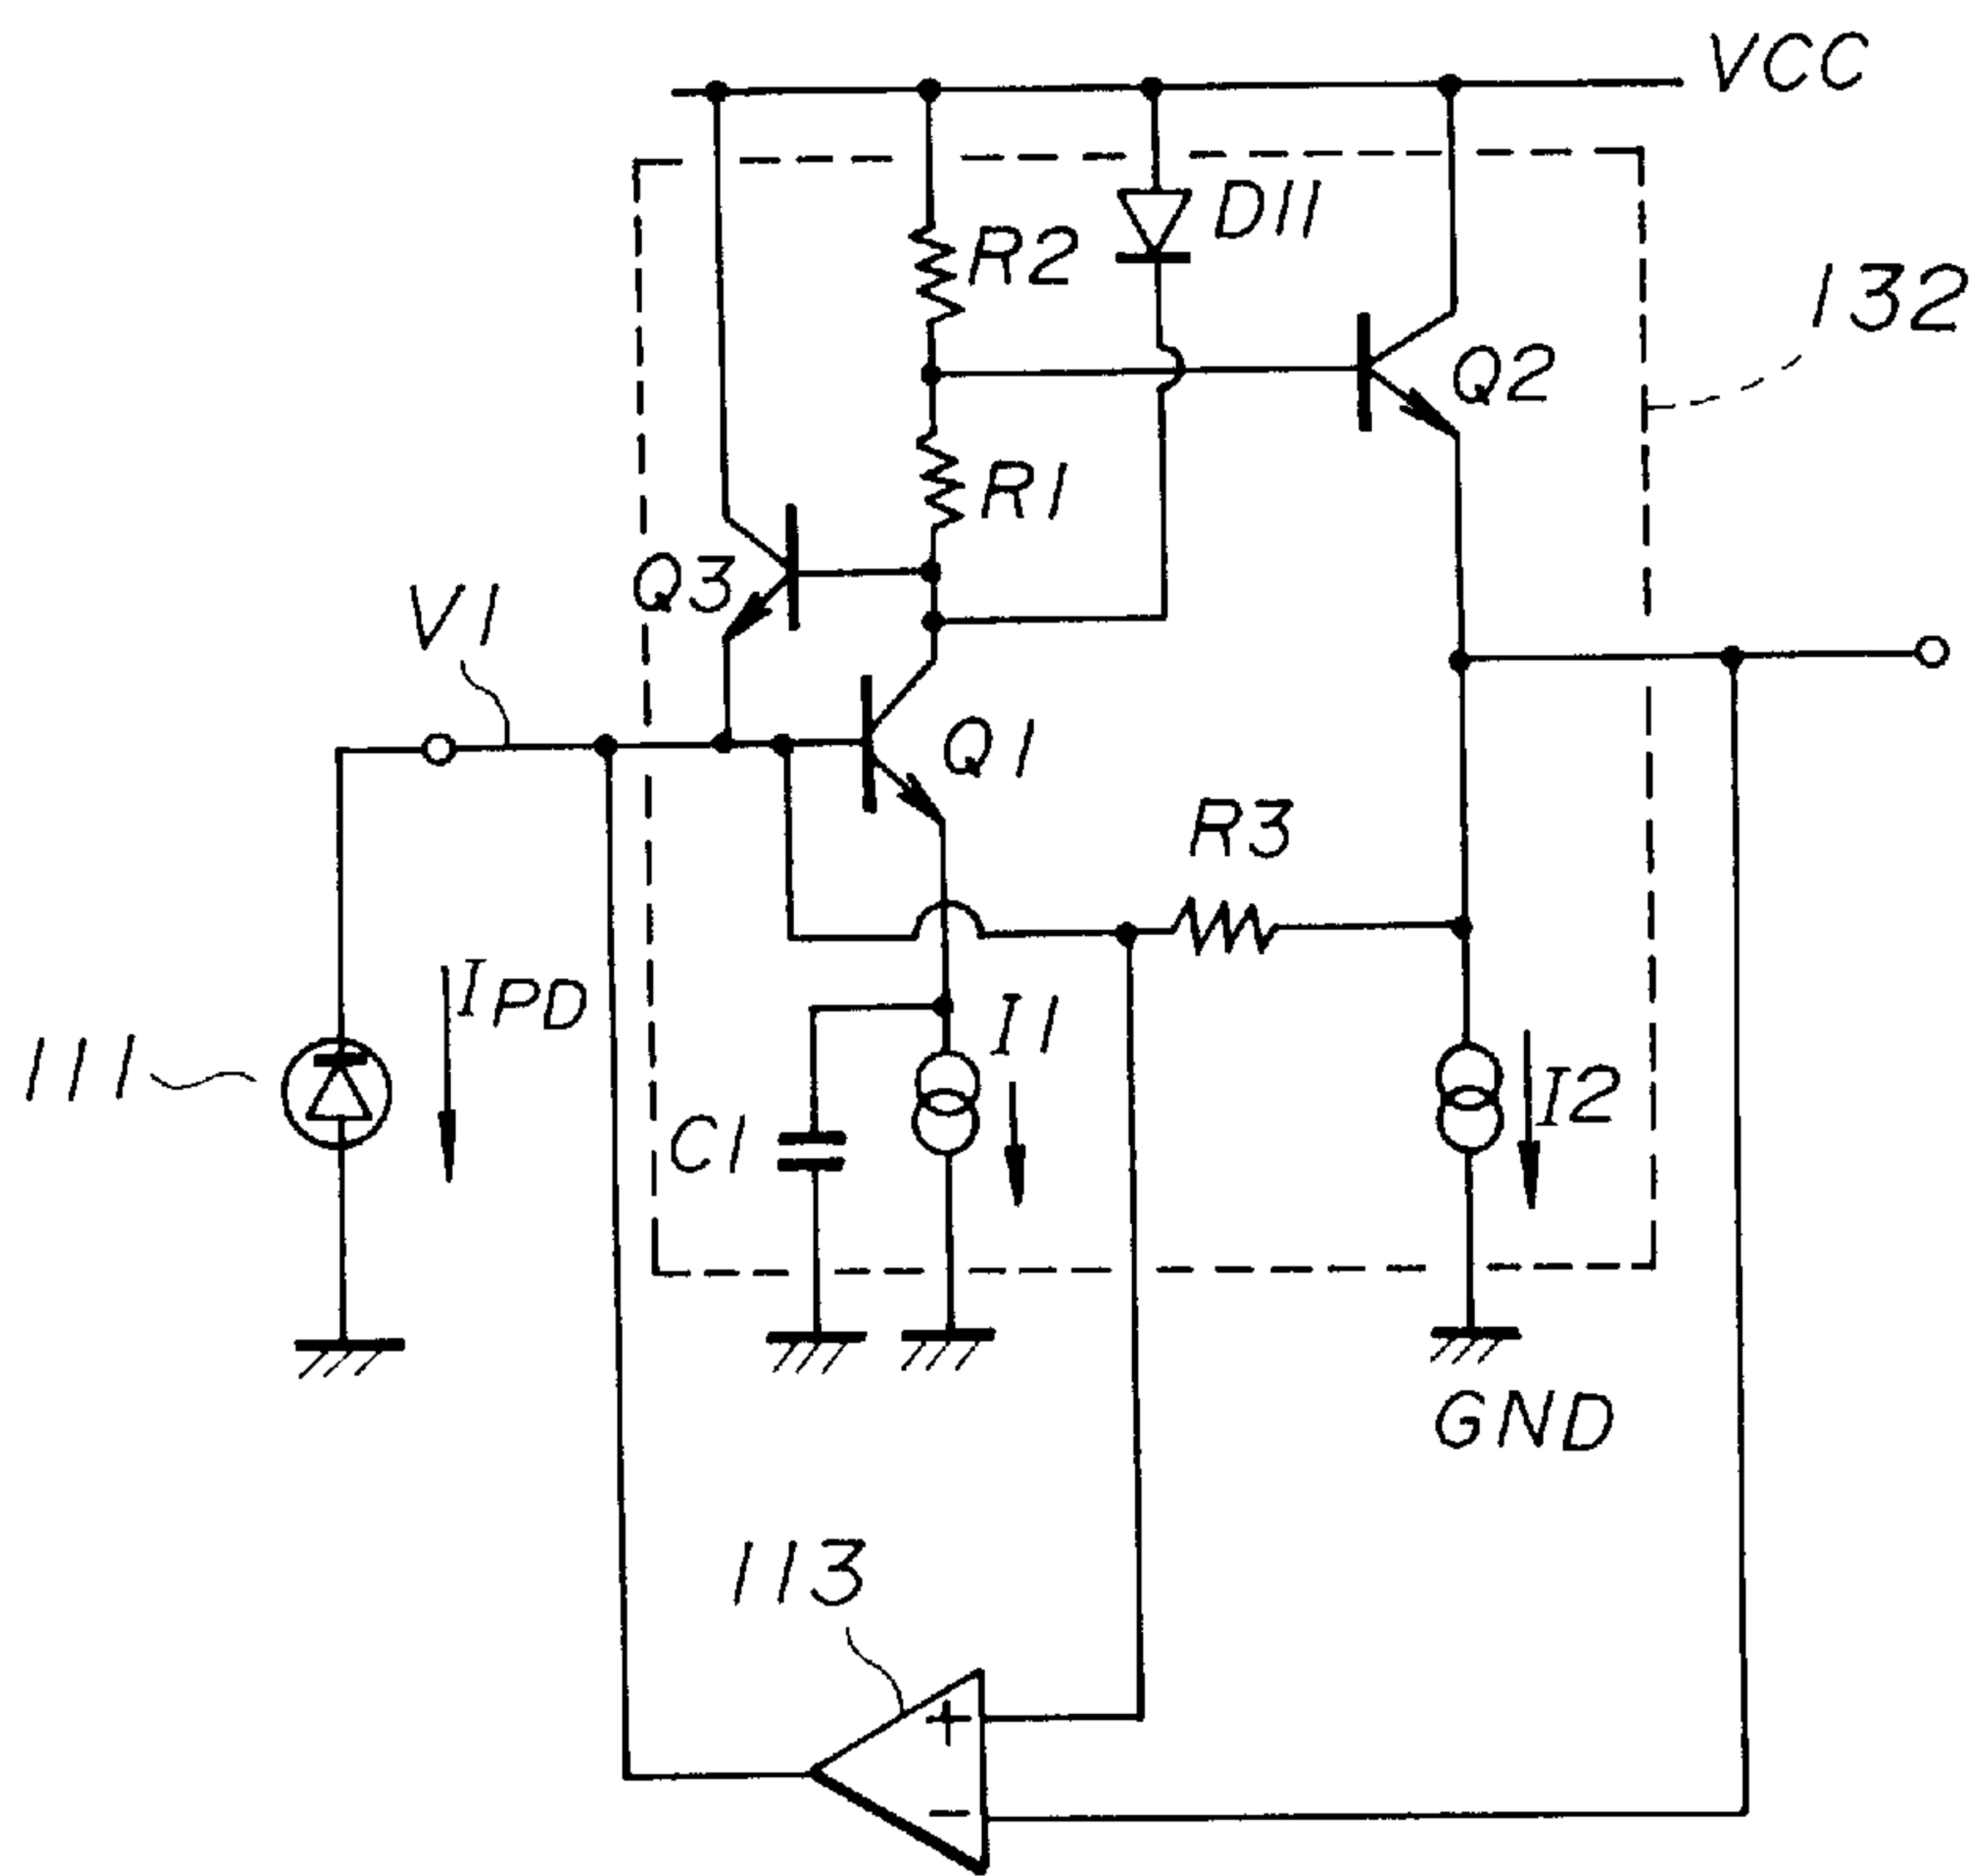 VCC
D11
R2
132
Q2
R1
Q3
V1
Q1
R3
IPD
I1
111
I2
C1
GND
113
+
−